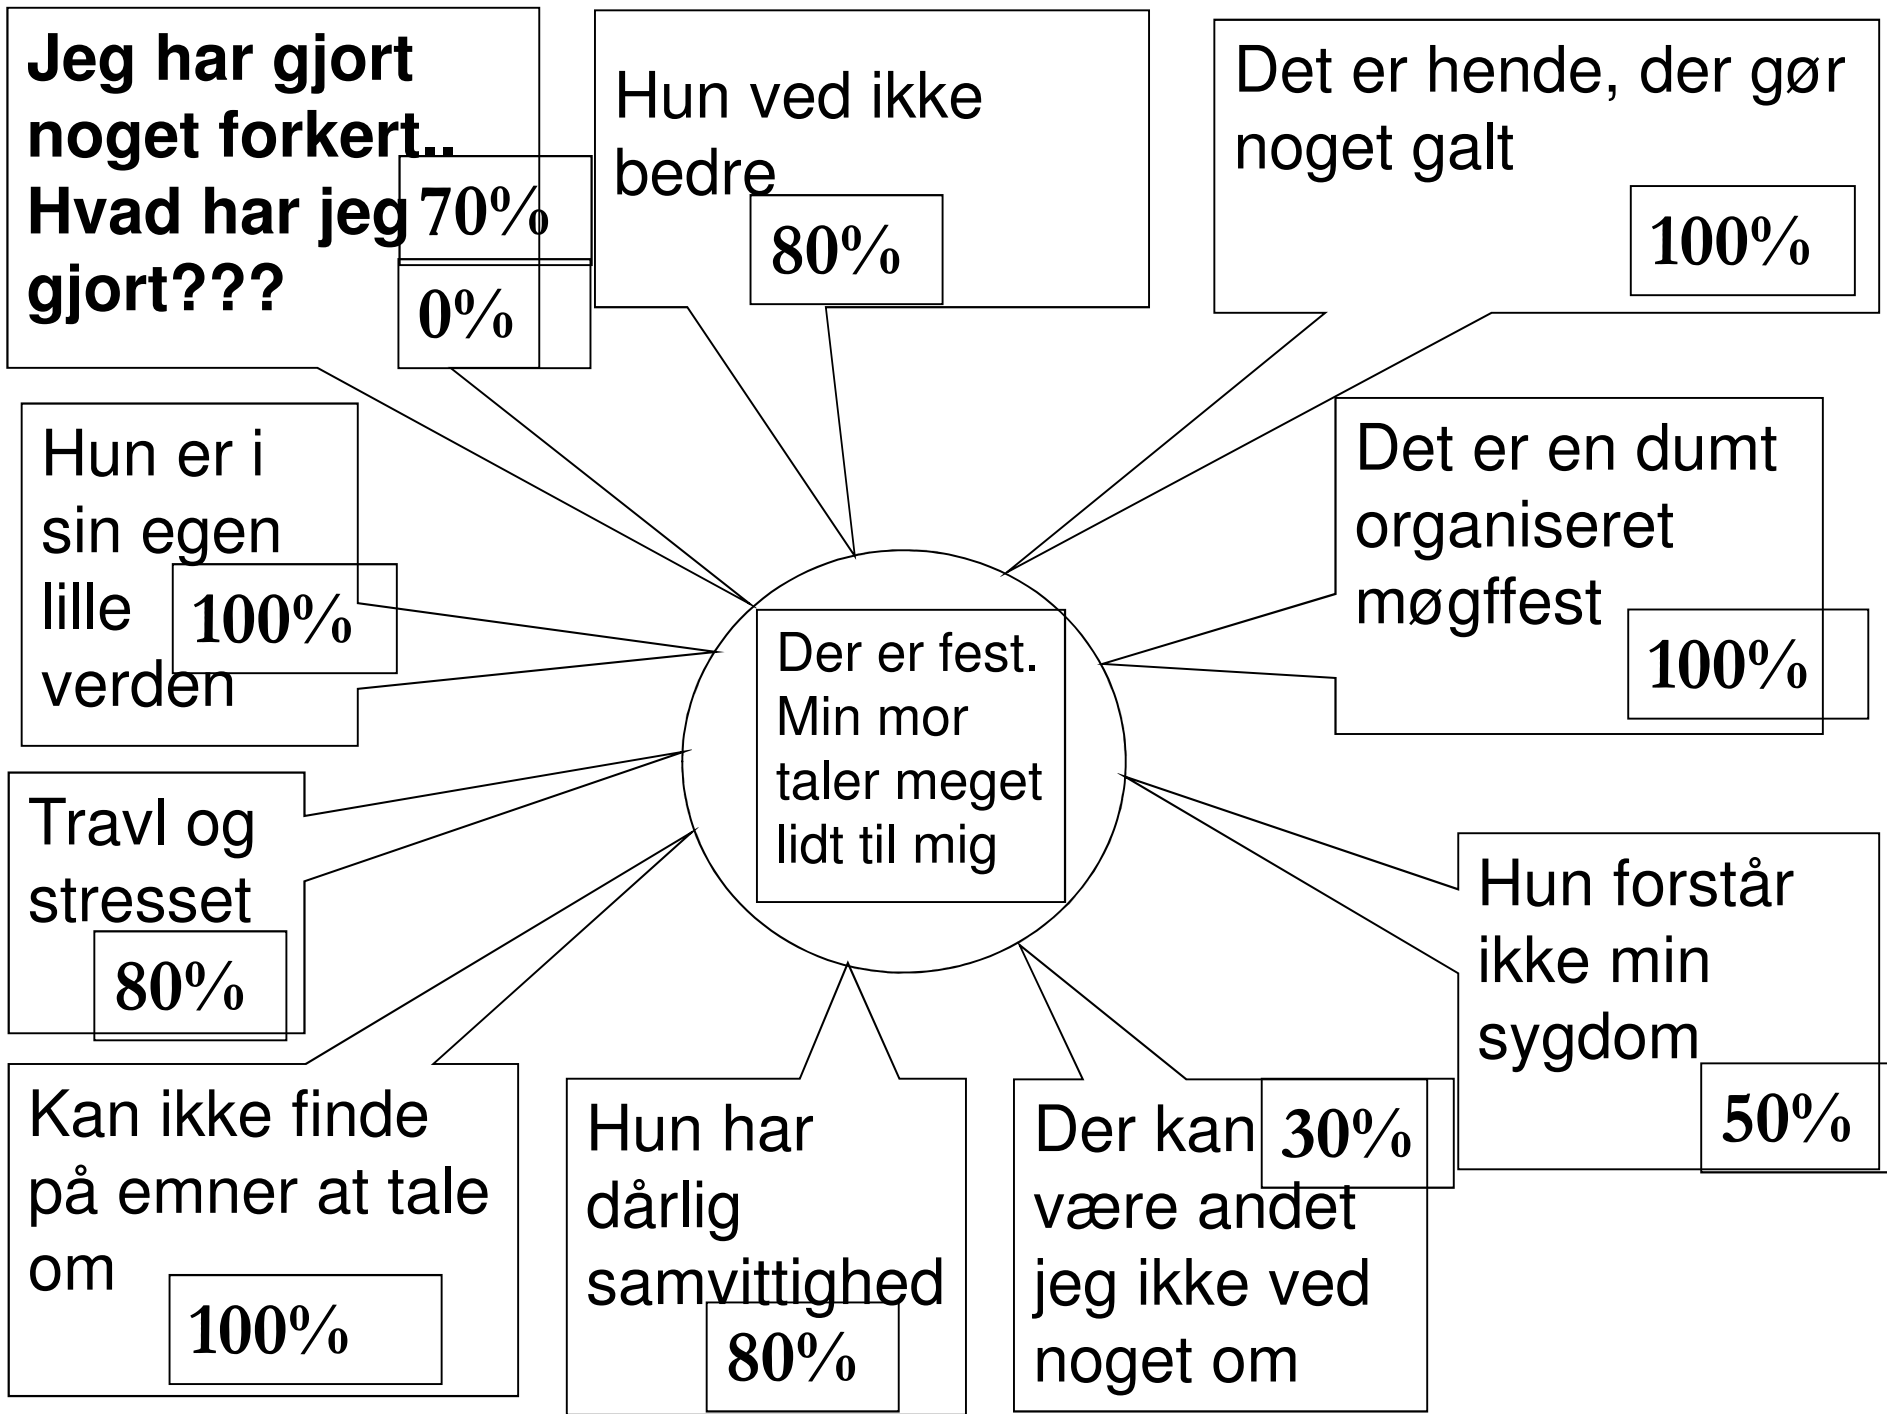 Jeg har gjort
noget forkert..
Hvad har jeg
gjort???
70%
0%
Hun ved ikke
bedre
80%
Det er hende, der gør
noget galt
100%
Hun er i
sin egen
lille
verden
100%
Det er en dumt
organiseret
møgffest
100%
Der er fest.
Min mor
taler meget
lidt til mig
Travl og
stresset
80%
Hun forstår
ikke min
sygdom
50%
Kan ikke finde
på emner at tale
om
100%
Hun har
dårlig
samvittighed
80%
Der kan
være andet
jeg ikke ved
noget om
30%